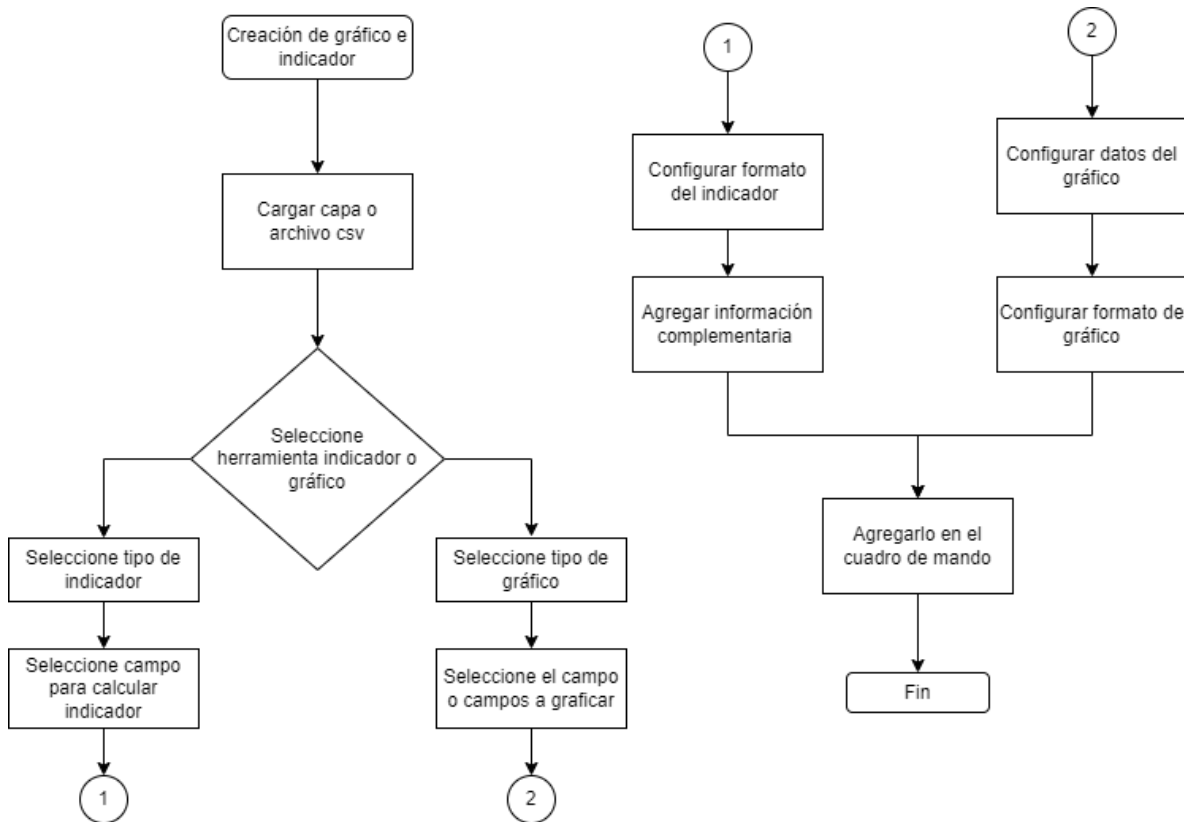 Creación de gráfico e
indicador
Cargar capa o
archivo csv
Seleccione
herramienta indicador o
gráfico
Seleccione tipo de
indicador
Seleccione campo
para calcular
indicador
1
Seleccione tipo de
gráfico
Seleccione el campo
o campos a graficar
2
1
Configurar formato
del indicador
Agregar información
complementaria
2
Configurar datos del
gráfico
Configurar formato de
gráfico
Agregarlo en el
cuadro de mando
Fin